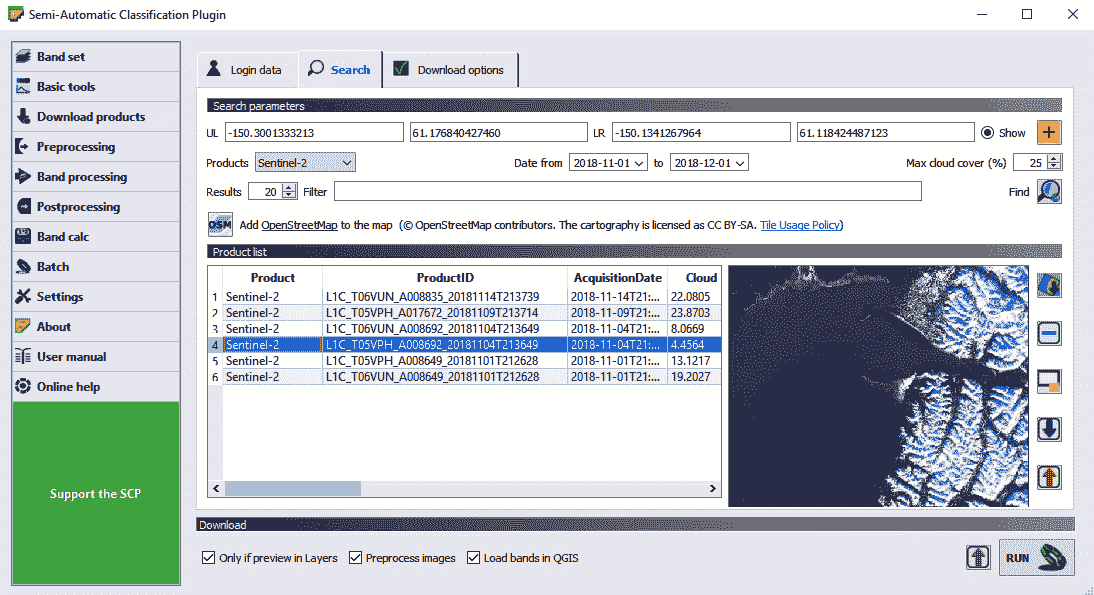 Semi-Automatic Classification Plugin
Band set
Basic tools
Download products
Preprocessing
Band processing
Postprocessing
Band calc
Batch
Settings
About
User manual
Online help
Support the SCP
Login data Search Download options
Search parameters
UL -150.3001333213 61.176840427460 LR -150.1341267964 61.118424487123 Show
Products Sentinel-2 Date from 2018-11-01 to 2018-12-01 Max cloud cover (%) 25
Results 20 Filter Find
OSM Add OpenStreetMap to the map (© OpenStreetMap contributors. The cartography is licensed as CC BY-SA. Tile Usage Policy)
Product list
Product ProductID AcquisitionDate Cloud
1 Sentinel-2 L1C_T06VUN_A008835_20181114T213739 2018-11-14T21:... 22.0805
2 Sentinel-2 L1C_T05VPH_A017672_20181109T213714 2018-11-09T21:... 23.8703
3 Sentinel-2 L1C_T06VUN_A008692_20181104T213649 2018-11-04T21:... 8.0669
4 Sentinel-2 L1C_T05VPH_A008692_20181104T213649 2018-11-04T21:... 4.4564
5 Sentinel-2 L1C_T05VPH_A008649_20181101T212628 2018-11-01T21:... 13.1217
6 Sentinel-2 L1C_T06VUN_A008649_20181101T212628 2018-11-01T21:... 19.2027
Download
Only if preview in Layers Preprocess images Load bands in QGIS
RUN